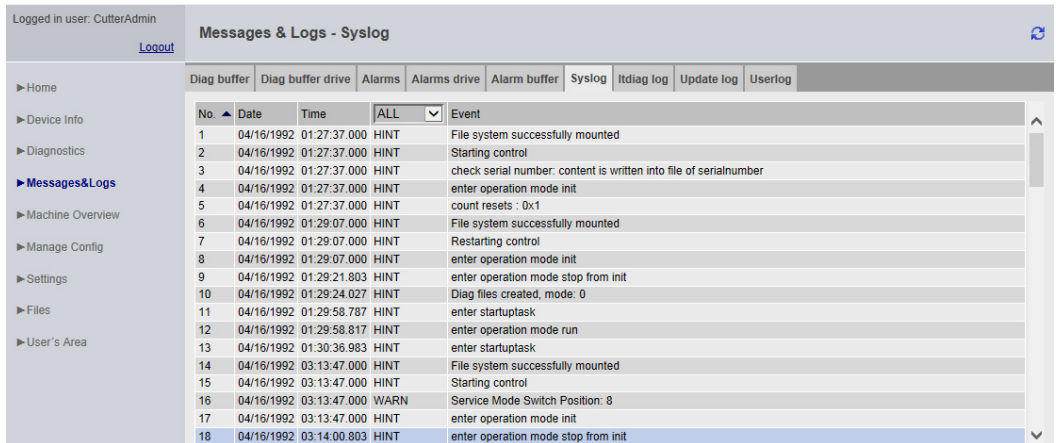 Logged in user: CutterAdmin
Logout
Messages & Logs - Syslog
►Home
►Device Info
►Diagnostics
►Messages&Logs
►Machine Overview
►Manage Config
►Settings
►Files
►User´s Area
Diag buffer Diag buffer drive Alarms Alarms drive Alarm buffer Syslog Itdiag log Update log Userlog
No. ▲ Date Time ALL Event
1 04/16/1992 01:27:37.000 HINT File system successfully mounted
2 04/16/1992 01:27:37.000 HINT Starting control
3 04/16/1992 01:27:37.000 HINT check serial number: content is written into file of serialnumber
4 04/16/1992 01:27:37.000 HINT enter operation mode init
5 04/16/1992 01:27:37.000 HINT count resets : 0x1
6 04/16/1992 01:29:07.000 HINT File system successfully mounted
7 04/16/1992 01:29:07.000 HINT Restarting control
8 04/16/1992 01:29:07.000 HINT enter operation mode init
9 04/16/1992 01:29:21.803 HINT enter operation mode stop from init
10 04/16/1992 01:29:24.027 HINT Diag files created, mode: 0
11 04/16/1992 01:29:58.787 HINT enter startuptask
12 04/16/1992 01:29:58.817 HINT enter operation mode run
13 04/16/1992 01:30:36.983 HINT enter startuptask
14 04/16/1992 03:13:47.000 HINT File system successfully mounted
15 04/16/1992 03:13:47.000 HINT Starting control
16 04/16/1992 03:13:47.000 WARN Service Mode Switch Position: 8
17 04/16/1992 03:13:47.000 HINT enter operation mode init
18 04/16/1992 03:14:00.803 HINT enter operation mode stop from init